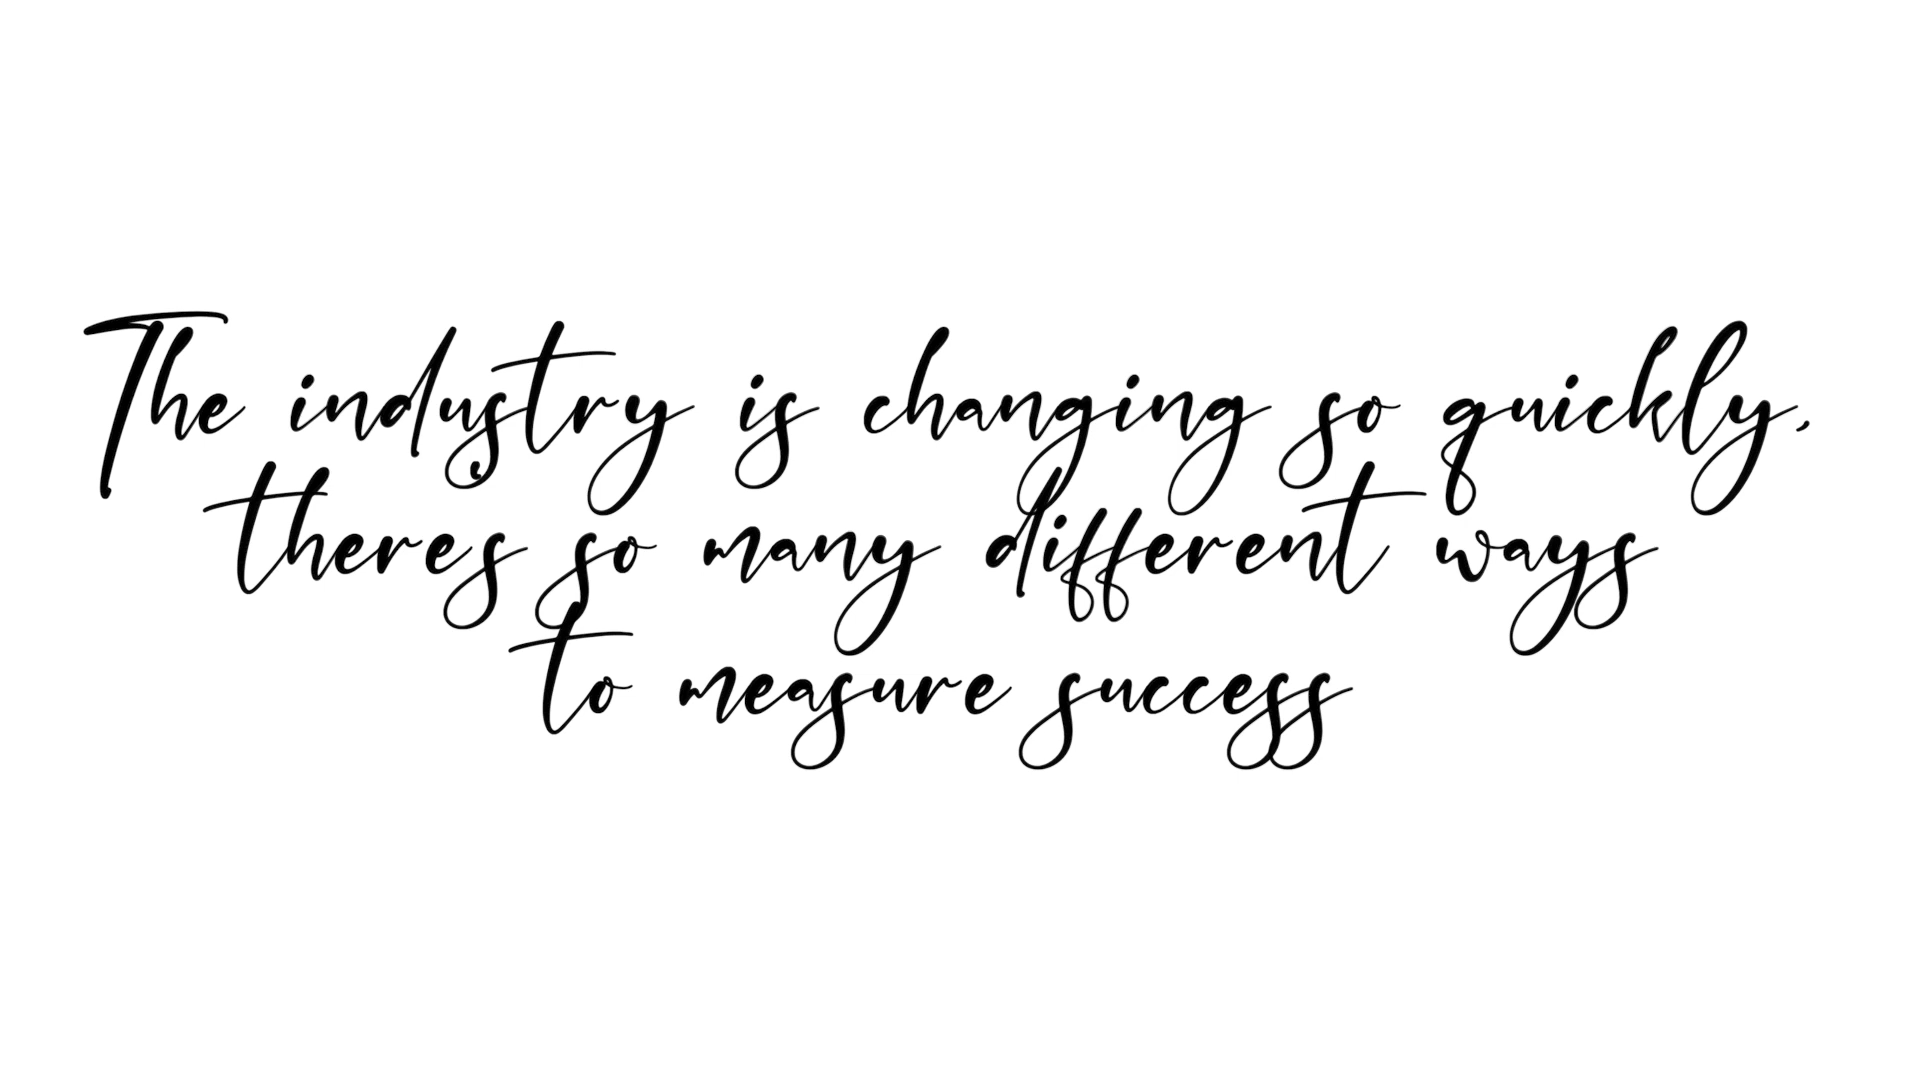 The industry is changing so quickly,
theres so many different ways
to measure success